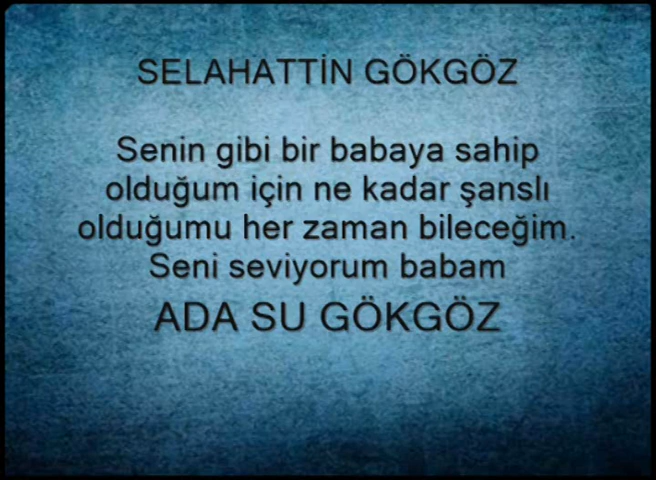 SELAHATTİN GÖKGÖZ
Senin gibi bir babaya sahip
olduğum için ne kadar şanslı
olduğumu her zaman bileceğim.
Seni seviyorum babam
ADA SU GÖKGÖZ